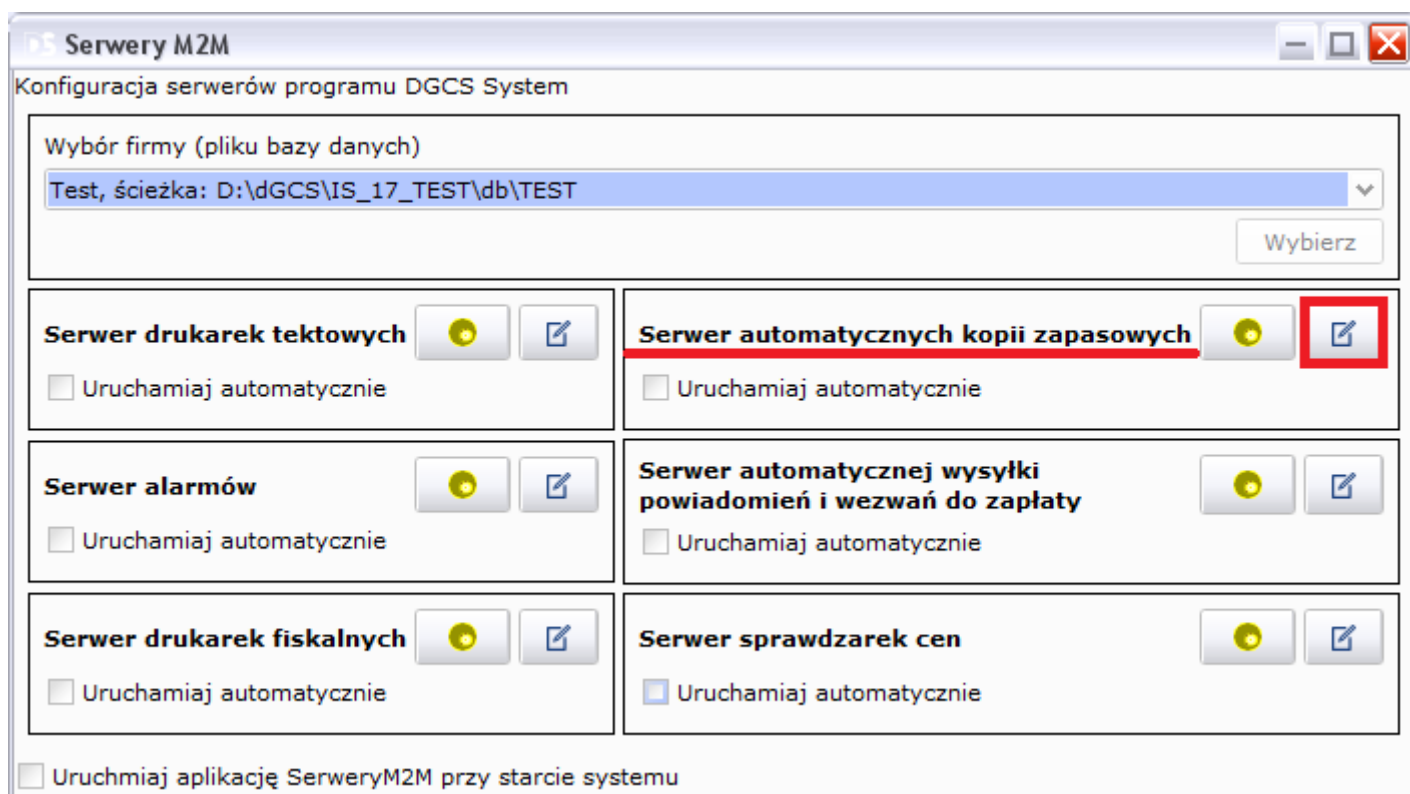 DS Serwery M2M
Konfiguracja serwerów programu DGCS System
Wybór firmy (pliku bazy danych)
Test, ścieżka: D:\dGCS\IS_17_TEST\db\TEST
Wybierz
Serwer drukarek tektowych
Uruchamiaj automatycznie
Serwer automatycznych kopii zapasowych
Uruchamiaj automatycznie
Serwer alarmów
Uruchamiaj automatycznie
Serwer automatycznej wysyłki
powiadomień i wezwań do zapłaty
Uruchamiaj automatycznie
Serwer drukarek fiskalnych
Uruchamiaj automatycznie
Serwer sprawdzarek cen
Uruchamiaj automatycznie
Uruchmiaj aplikację SerweryM2M przy starcie systemu